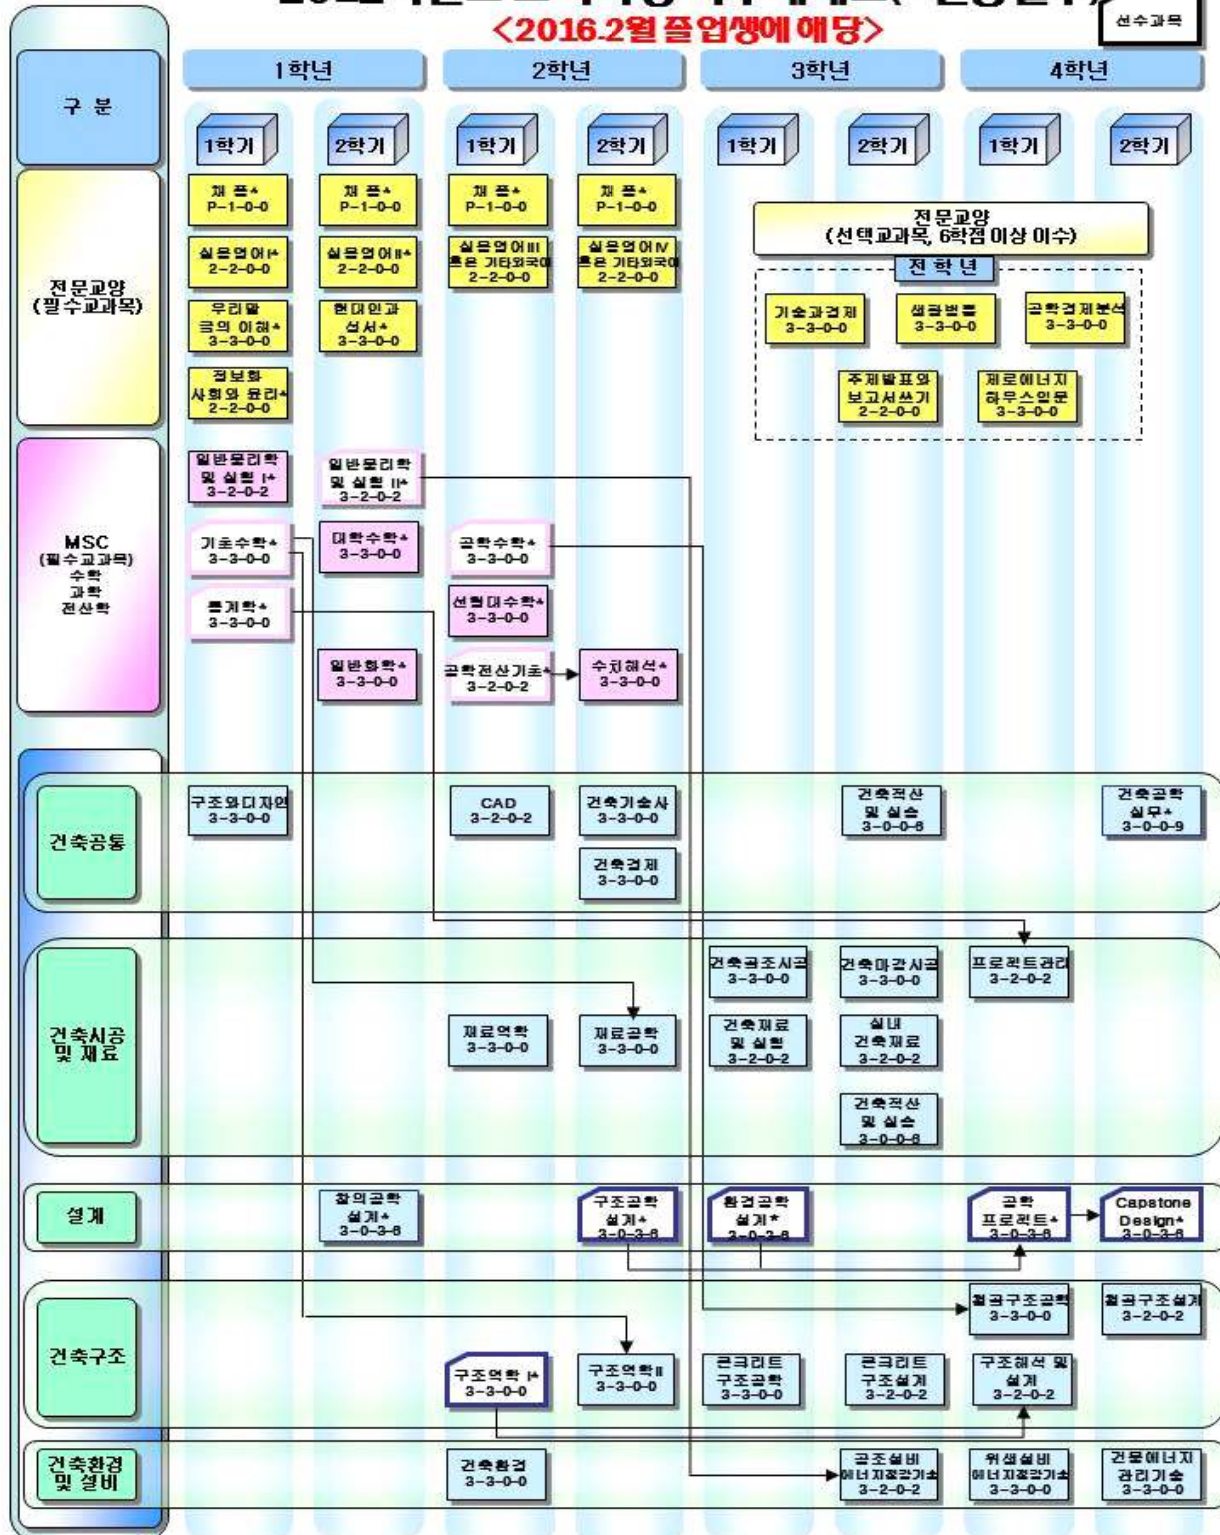 <2016.2월 졸업생에 해당>
선수과목
구 분
1학년
2학년
3학년
4학년
1학기
2학기
1학기
2학기
1학기
2학기
1학기
2학기
전문교양
(필수교과목)
채 플*
P-1-0-0
채 플*
P-1-0-0
채 플*
P-1-0-0
채 플*
P-1-0-0
실용영어I*
2-2-0-0
실용영어II*
2-2-0-0
실용영어III
혹은 기타외국어
2-2-0-0
실용영어IV
혹은 기타외국어
2-2-0-0
우리말
글의 이해*
3-3-0-0
현대인과
성서*
3-3-0-0
정보화
사회와 윤리*
2-2-0-0
전문교양
(선택교과목, 6학점 이상 이수)
전 학 년
기술과경제
3-3-0-0
생활법률
3-3-0-0
공학경제분석
3-3-0-0
주제발표와
보고서쓰기
2-2-0-0
제로에너지
하우스입문
3-3-0-0
MSC
(필수교과목)
수학
과학
전산학
일반물리학
및 실험 I*
3-2-0-2
일반물리학
및 실험 II*
3-2-0-2
기초수학*
3-3-0-0
대학수학*
3-3-0-0
공학수학*
3-3-0-0
통계학*
3-3-0-0
선형대수학*
3-3-0-0
일반화학*
3-3-0-0
공학전산기초*
3-2-0-2
수치해석*
3-3-0-0
건축공통
구조와디자인
3-3-0-0
CAD
3-2-0-2
건축기술사
3-3-0-0
건축적산
및 실습
3-0-0-6
건축공학
실무*
3-0-0-9
건축경제
3-3-0-0
건축시공
및 재료
건축골조시공
3-3-0-0
건축마감시공
3-3-0-0
프로젝트관리
3-2-0-2
재료역학
3-3-0-0
재료공학
3-3-0-0
건축재료
및 실험
3-2-0-2
실내
건축재료
3-2-0-2
건축적산
및 실습
3-0-0-6
설계
창의공학
설계*
3-0-3-6
구조공학
설계*
3-0-3-6
환경공학
설계*
3-0-3-6
공학
프로젝트*
3-0-3-6
Capstone
Design*
3-0-3-6
건축구조
철골구조공학
3-3-0-0
철골구조설계
3-2-0-2
구조역학 I*
3-3-0-0
구조역학II
3-3-0-0
콘크리트
구조공학
3-3-0-0
콘크리트
구조설계
3-2-0-2
구조해석 및
설계
3-2-0-2
건축환경
및 설비
건축환경
3-3-0-0
공조설비
에너지절감기술
3-2-0-2
위생설비
에너지절감기술
3-3-0-0
건물에너지
관리기술
3-3-0-0